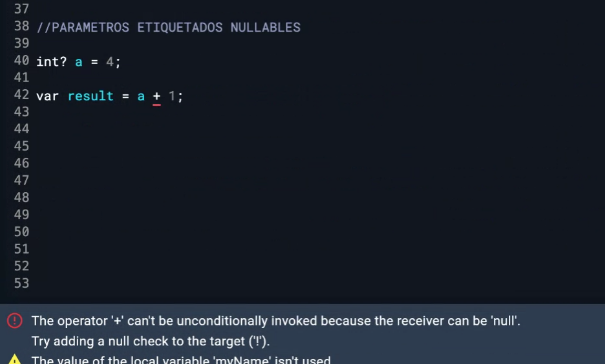 37
38 //PARAMETROS ETIQUETADOS NULLABLES
39
40 int? a = 4;
41
42 var result = a + 1;
43
44
45
46
47
48
49
50
51
52
53
The operator '+' can't be unconditionally invoked because the receiver can be 'null'.
Try adding a null check to the target ('!').
The value of the local variable 'myName' isn't used